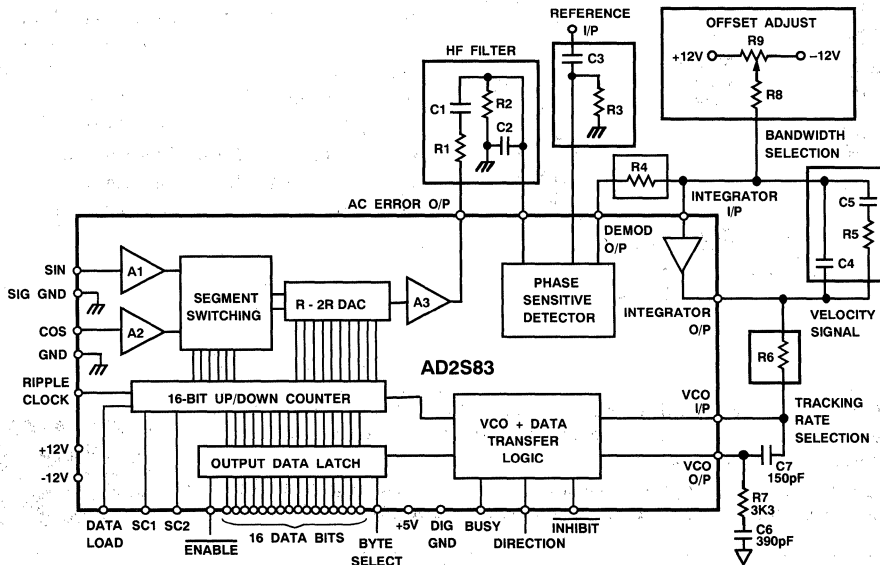 REFERENCE
I/P
OFFSET ADJUST
R9
+12V
–12V
R8
HF FILTER
C3
R3
C1
R2
C2
R1
BANDWIDTH
SELECTION
R4
INTEGRATOR
I/P
C5
R5
C4
AC ERROR O/P
DEMOD
O/P
SIN
A1
SIG GND
COS
A2
GND
SEGMENT
SWITCHING
R - 2R DAC
A3
PHASE
SENSITIVE
DETECTOR
INTEGRATOR
O/P
VELOCITY
SIGNAL
R6
AD2S83
RIPPLE
CLOCK
16-BIT UP/DOWN COUNTER
VCO + DATA
TRANSFER
LOGIC
VCO
I/P
TRACKING
RATE
SELECTION
+12V
-12V
OUTPUT DATA LATCH
VCO
O/P
C7
150pF
R7
3K3
C6
390pF
DATA
LOAD
SC1
SC2
ENABLE
16 DATA BITS
BYTE
SELECT
+5V
DIG
GND
BUSY
DIRECTION
INHIBIT